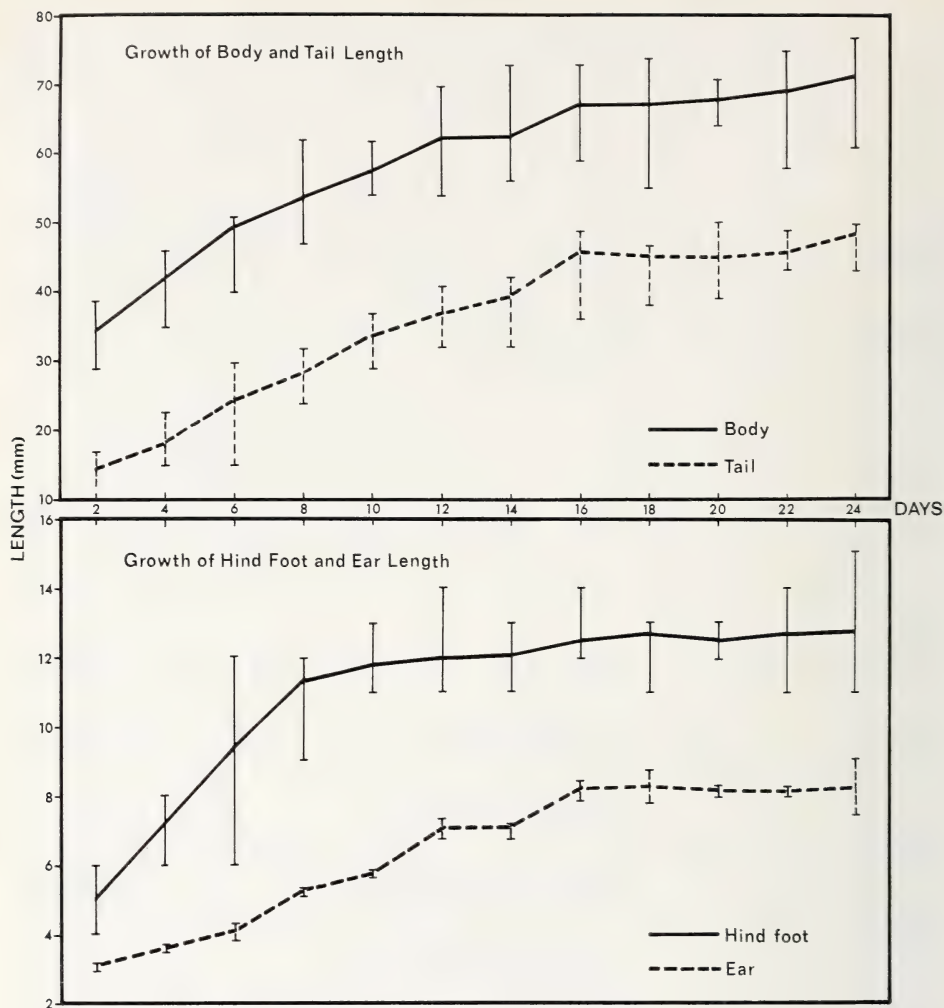 80
Growth of Body and Tail Length
70
60
50
40
30
20
10
Body
Tail
2 4 6 8 10 12 14 16 18 20 22 24 DAYS
LENGTH (mm)
16
Growth of Hind Foot and Ear Length
14
12
10
8
6
4
2
Hind foot
Ear